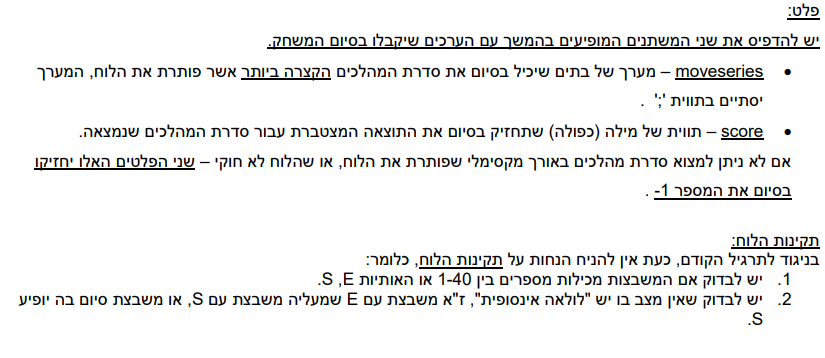 פלט:
יש להדפיס את שני המשתנים המופיעים בהמשך עם הערכים שיקבלו בסיום המשחק.
• moveseries – מערך של בתים שיכיל בסיום את סדרת המהלכים הקצרה ביותר אשר פותרת את הלוח, המערך
יסתיים בתווית ';' .
• score – תווית של מילה (כפולה) שתחזיק בסיום את התוצאה המצטברת עבור סדרת המהלכים שנמצאה.
אם לא ניתן למצוא סדרת מהלכים באורך מקסימלי שפותרת את הלוח, או שהלוח לא חוקי – שני הפלטים האלו יחזיקו
בסיום את המספר 1- .
תקינות הלוח:
בניגוד לתרגיל הקודם, כעת אין להניח הנחות על תקינות הלוח, כלומר:
1. יש לבדוק אם המשבצות מכילות מספרים בין 1-40 או האותיות S, E.
2. יש לבדוק שאין מצב בו יש "לולאה אינסופית", ז"א משבצת עם E שמעליה משבצת עם S, או משבצת סיום בה יופיע
S.